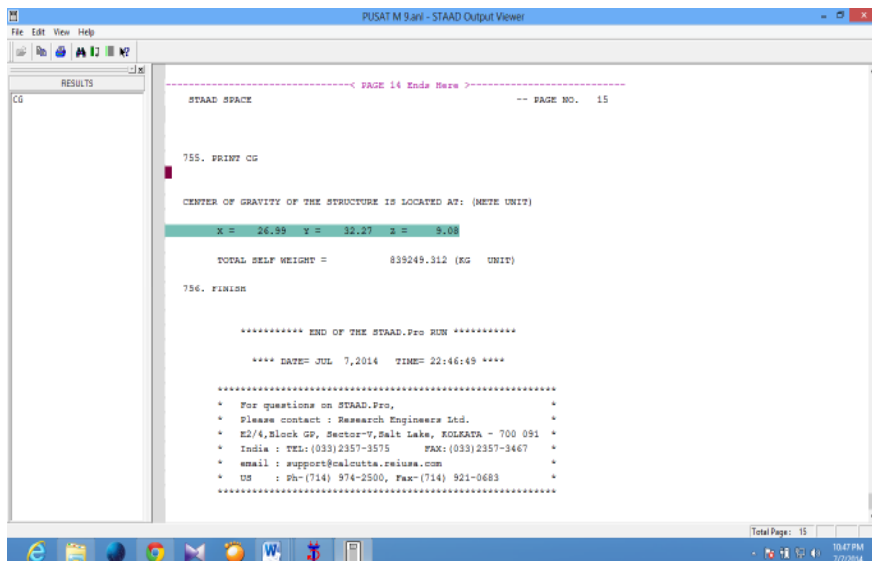 PUSAT M 9.anl - STAAD Output Viewer
File Edit View Help
RESULTS
CG
< PAGE 14 Ends Here >
STAAD SPACE -- PAGE NO. 15
755. PRINT CG
CENTER OF GRAVITY OF THE STRUCTURE IS LOCATED AT: (METE UNIT)
X = 26.99 Y = 32.27 Z = 9.08
TOTAL SELF WEIGHT = 839249.312 (KG UNIT)
756. FINISH
*********** END OF THE STAAD.Pro RUN ***********
**** DATE= JUL 7,2014 TIME= 22:46:49 ****
************************************************************
* For questions on STAAD.Pro, *
* Please contact : Research Engineers Ltd. *
* E2/4,Block GP, Sector-V,Salt Lake, KOLKATA - 700 091 *
* India : TEL:(033)2357-3575 FAX:(033)2357-3467 *
* email : support@calcutta.reiusa.com *
* US : Ph-(714) 974-2500, Fax-(714) 921-0683 *
************************************************************
Total Page: 15
10:47 PM
7/7/2014